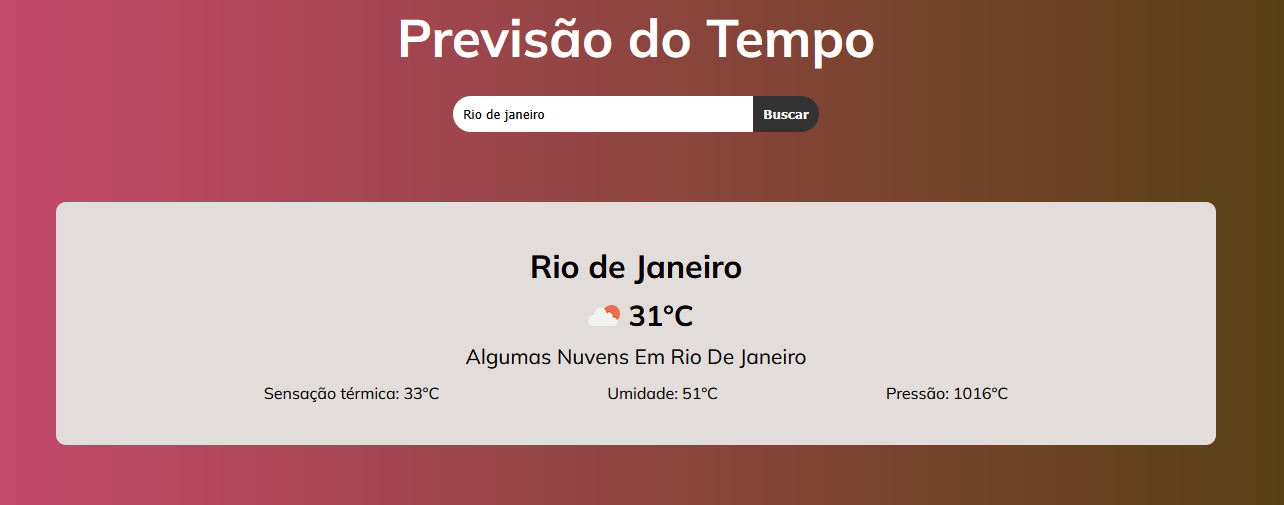 Previsão do Tempo
Rio de janeiro Buscar
Rio de Janeiro
31°C
Algumas Nuvens Em Rio De Janeiro
Sensação térmica: 33°C Umidade: 51°C Pressão: 1016°C